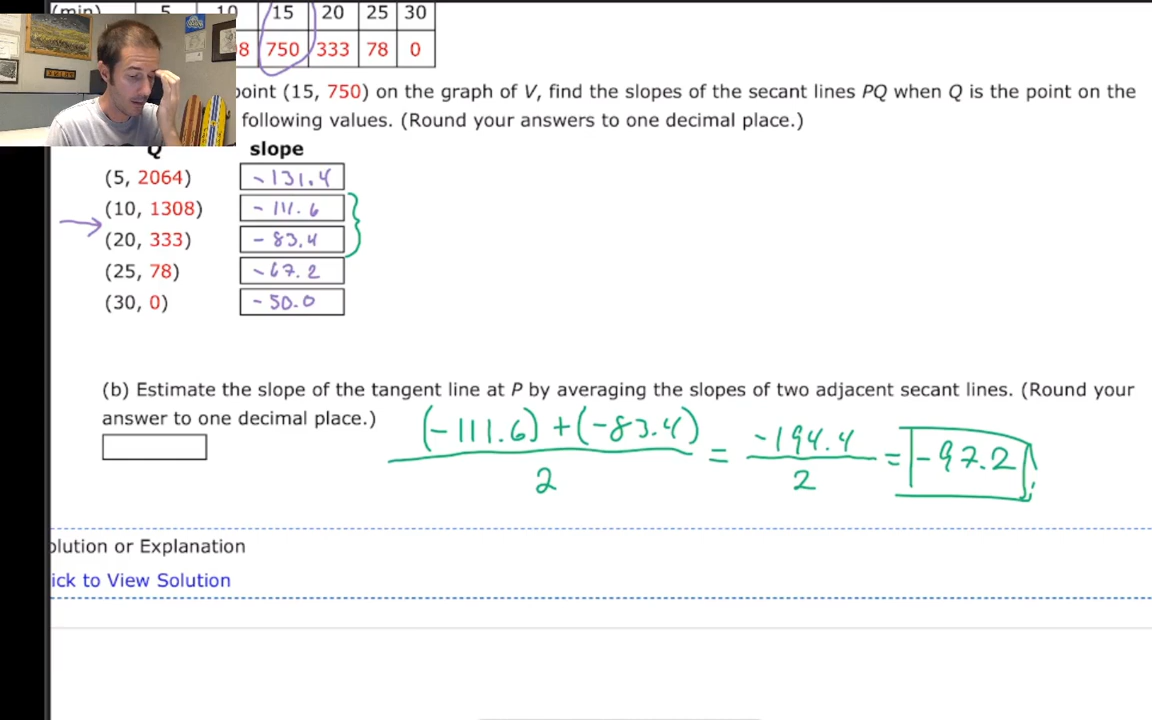 (min) 5 10 15 20 25 30
8 750 333 78 0
point (15, 750) on the graph of V, find the slopes of the secant lines PQ when Q is the point on the
following values. (Round your answers to one decimal place.)
Q slope
(5, 2064) -131.4
(10, 1308) -111.6
(20, 333) -83.4
(25, 78) -67.2
(30, 0) -50.0
(b) Estimate the slope of the tangent line at P by averaging the slopes of two adjacent secant lines. (Round your
answer to one decimal place.)
(-111.6) + (-83.4) / 2 = -194.4 / 2 = -97.2
olution or Explanation
ick to View Solution